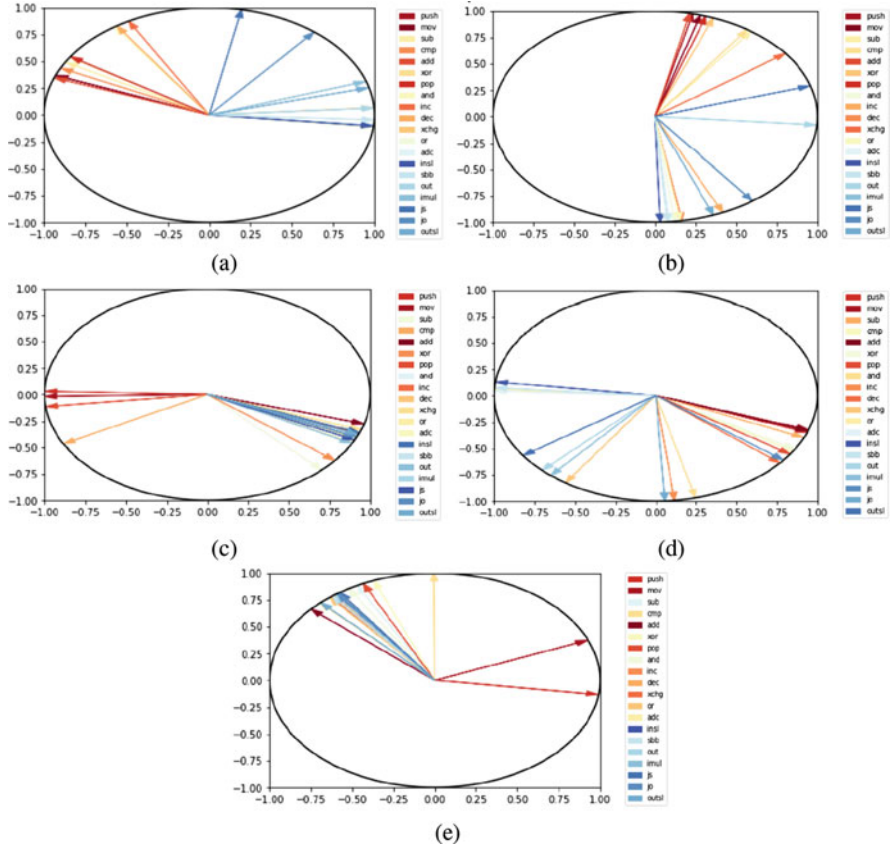 1.00
0.75
0.50
0.25
0.00
−0.25
−0.50
−0.75
−1.00
−1.00 −0.75 −0.50 −0.25 0.00 0.25 0.50 0.75 1.00
push
mov
sub
cmp
add
xor
pop
and
inc
dec
xchg
or
adc
insl
sbb
out
imul
js
jo
outsl
(a)
1.00
0.75
0.50
0.25
0.00
−0.25
−0.50
−0.75
−1.00
−1.00 −0.75 −0.50 −0.25 0.00 0.25 0.50 0.75 1.00
push
mov
sub
cmp
add
xor
pop
and
inc
dec
xchg
or
adc
insl
sbb
out
imul
js
jo
outsl
(b)
1.00
0.75
0.50
0.25
0.00
−0.25
−0.50
−0.75
−1.00
−1.00 −0.75 −0.50 −0.25 0.00 0.25 0.50 0.75 1.00
push
mov
sub
cmp
add
xor
pop
and
inc
dec
xchg
or
adc
insl
sbb
out
imul
js
jo
outsl
(c)
1.00
0.75
0.50
0.25
0.00
−0.25
−0.50
−0.75
−1.00
−1.00 −0.75 −0.50 −0.25 0.00 0.25 0.50 0.75 1.00
push
mov
sub
cmp
add
xor
pop
and
inc
dec
xchg
or
adc
insl
sbb
out
imul
js
jo
outsl
(d)
1.00
0.75
0.50
0.25
0.00
−0.25
−0.50
−0.75
−1.00
−1.00 −0.75 −0.50 −0.25 0.00 0.25 0.50 0.75 1.00
push
mov
sub
cmp
add
xor
pop
and
inc
dec
xchg
or
adc
insl
sbb
out
imul
js
jo
outsl
(e)